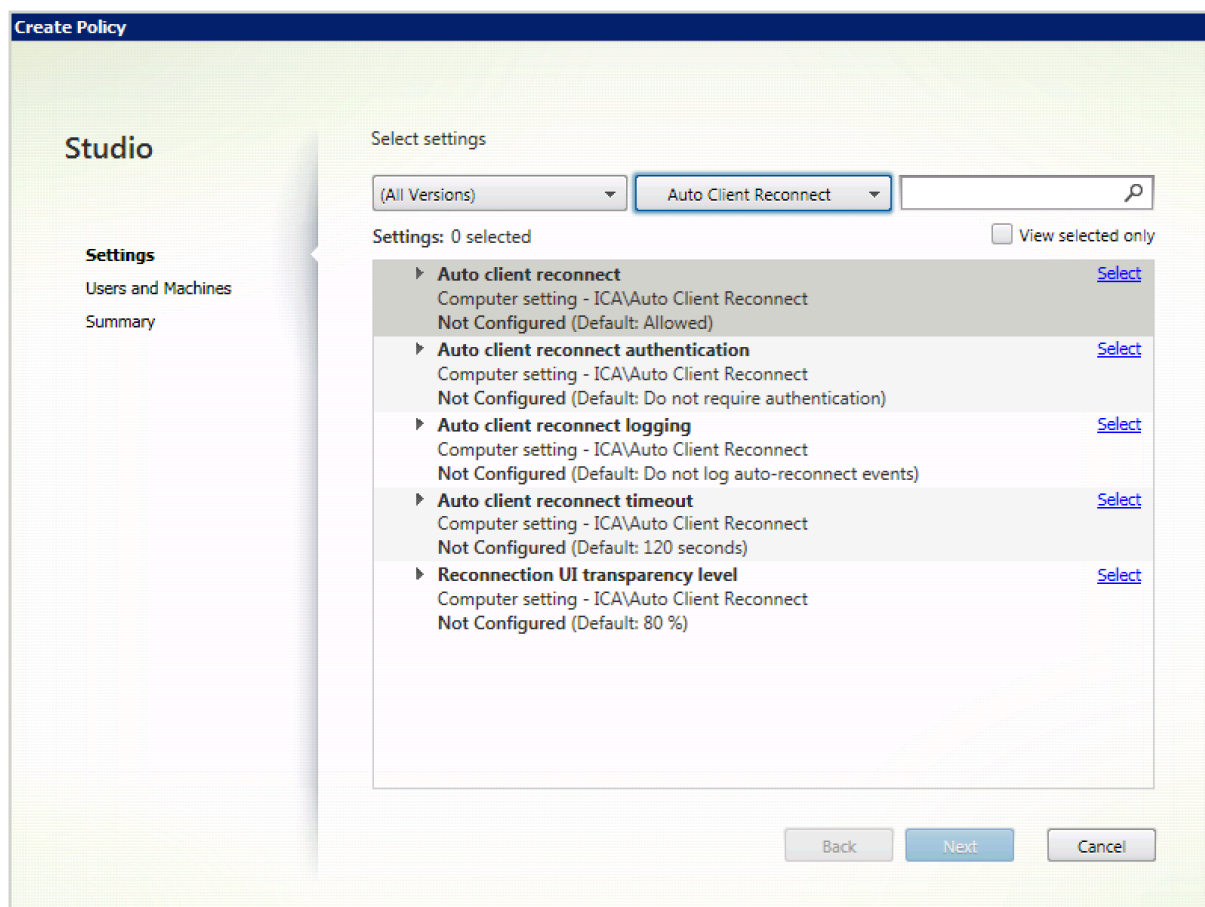 Create Policy
Studio
Settings
Users and Machines
Summary
Select settings
(All Versions)
Auto Client Reconnect
Settings: 0 selected
View selected only
Auto client reconnect
Select
Computer setting - ICA\Auto Client Reconnect
Not Configured (Default: Allowed)
Auto client reconnect authentication
Select
Computer setting - ICA\Auto Client Reconnect
Not Configured (Default: Do not require authentication)
Auto client reconnect logging
Select
Computer setting - ICA\Auto Client Reconnect
Not Configured (Default: Do not log auto-reconnect events)
Auto client reconnect timeout
Select
Computer setting - ICA\Auto Client Reconnect
Not Configured (Default: 120 seconds)
Reconnection UI transparency level
Select
Computer setting - ICA\Auto Client Reconnect
Not Configured (Default: 80 %)
Back
Next
Cancel